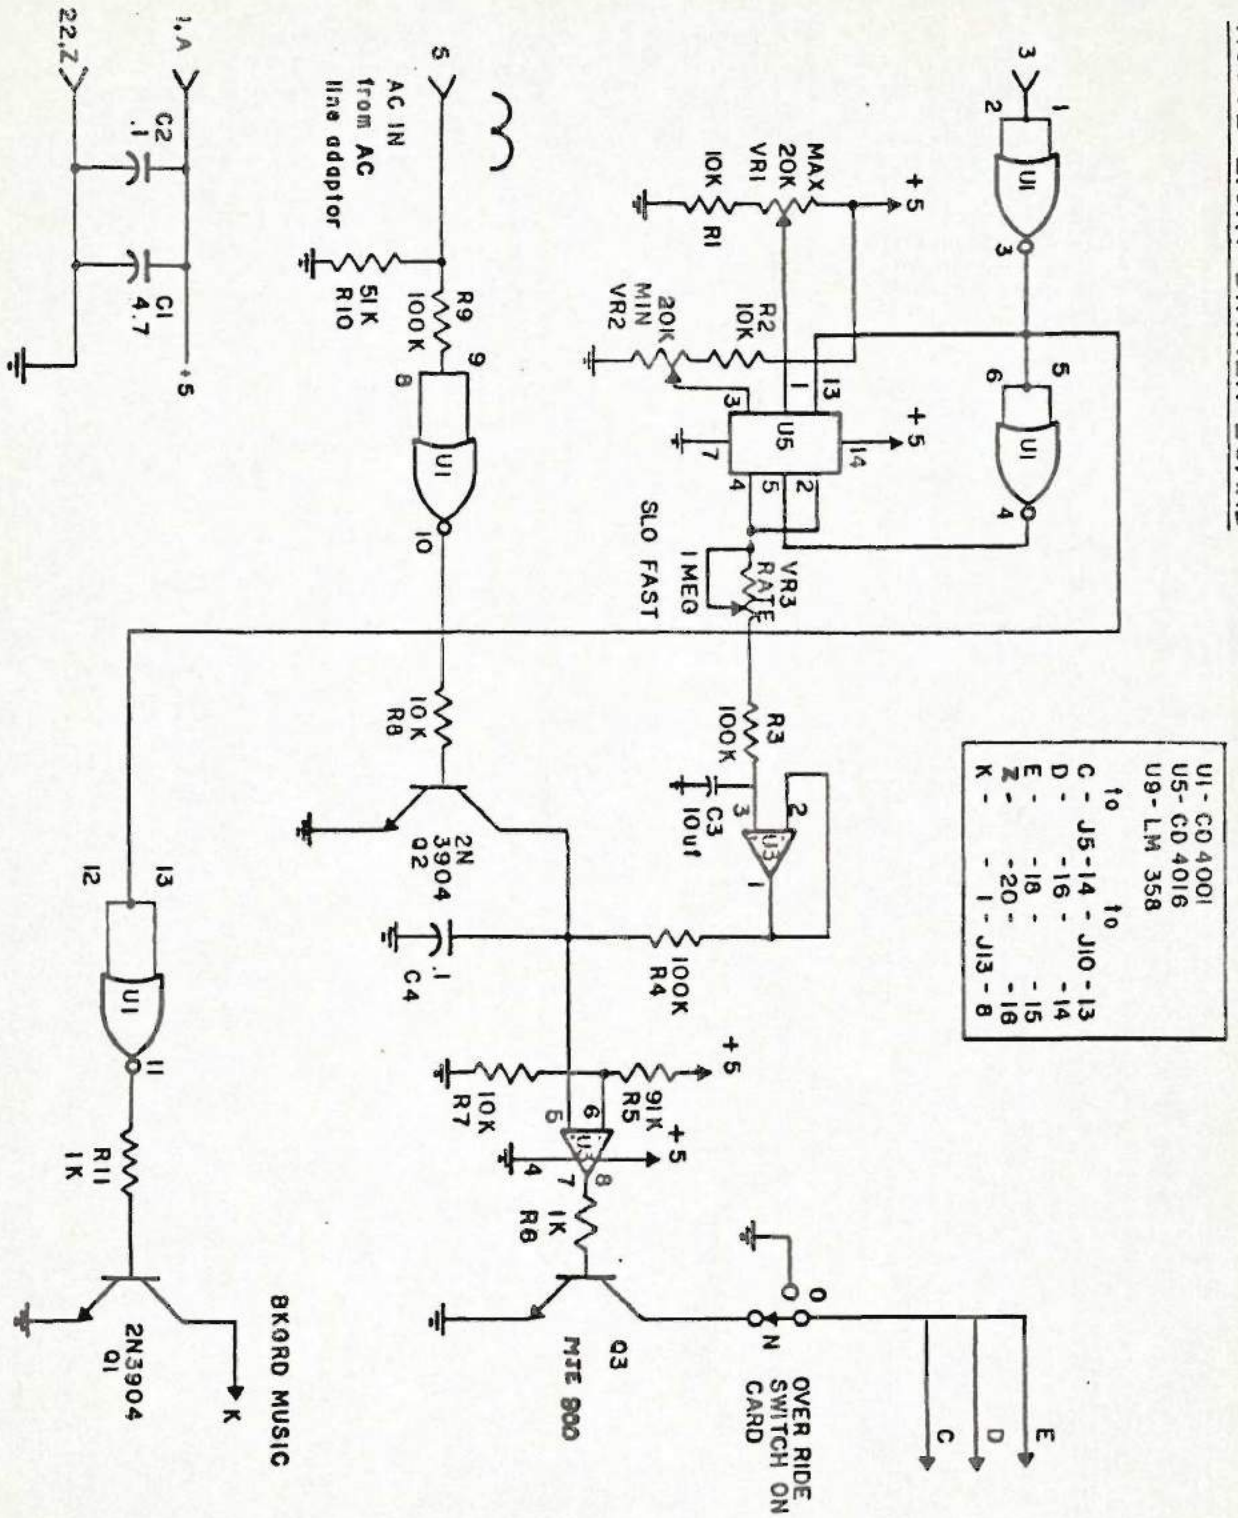 3
1
2
U1
3
5
6
U1
4
+5
MAX
20K
VR1
10K
R1
R2
10K
20K
MIN
VR2
13
1
3
U5
14
+5
7
2
5
4
VR3
RATE
1MEG
SLO FAST
R3
100K
C3
10uf
2
3
U3
1
100K
R4
U1- CD 4001
U5- CD 4016
U9- LM 358
to to
C - J5-14 - J10 - 13
D - -16 - -14
E - -18 - -15
Z - -20 - -16
K - - 1 - J13 - 8
5
AC IN
from AC
line adaptor
R9
100K
51K
R10
9
8
U1
10
10K
R8
2N
3904
Q2
.1
C4
+5
91K
R5
10K
R7
6
5
U3
+5
4
8
7
1K
R6
Q3
MJE 800
O
N
OVER RIDE
SWITCH ON
CARD
E
D
C
1,A
22,Z
C2
.1
C1
4.7
+5
13
12
U1
11
R11
1K
2N3904
Q1
K
BKGRD MUSIC